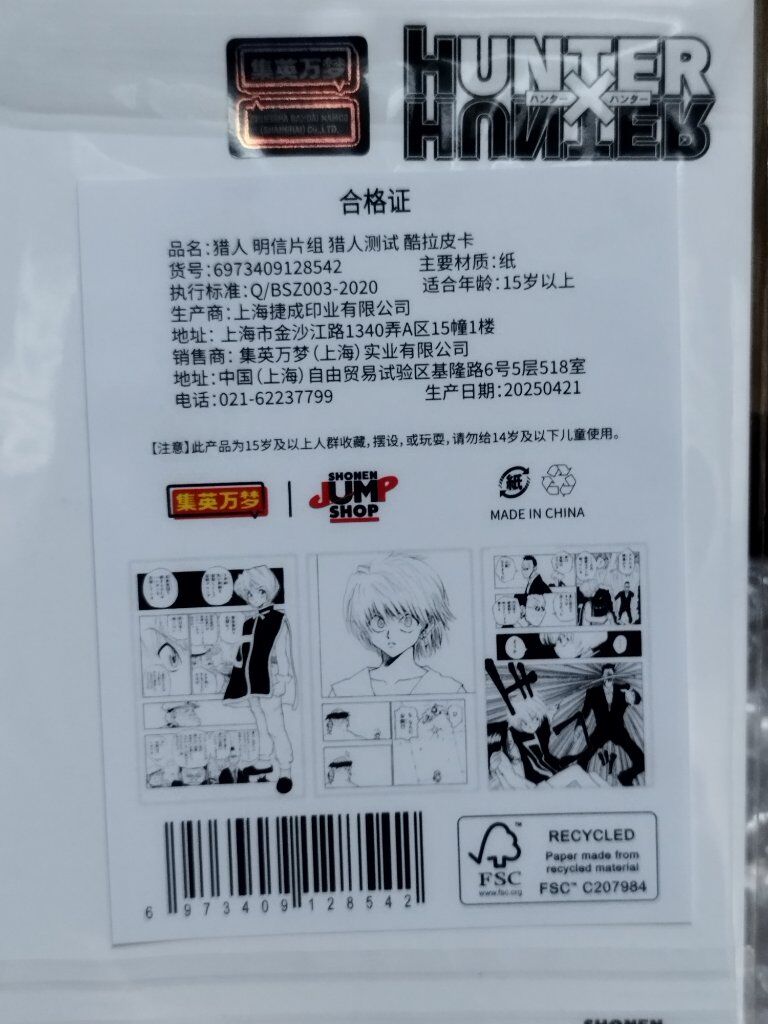 集英万梦
HUNTER
ハンター×ハンター
HUNTER
合格证
品名:猎人 明信片组 猎人测试 酷拉皮卡
货号:6973409128542 主要材质:纸
执行标准:Q/BSZ003-2020 适合年龄:15岁以上
生产商:上海捷成印业有限公司
地址: 上海市金沙江路1340弄A区15幢1楼
销售商: 集英万梦(上海)实业有限公司
地址:中国(上海)自由贸易试验区基隆路6号5层518室
电话:021-62237799 生产日期:20250421
【注意】此产品为15岁及以上人群收藏,摆设,或玩耍,请勿给14岁及以下儿童使用。
集英万梦
SHONEN
JUMP
SHOP
紙
MADE IN CHINA
6 973409 128542
FSC™
www.fsc.org
RECYCLED
Paper made from
recycled material
FSC™ C207984
SHONEN